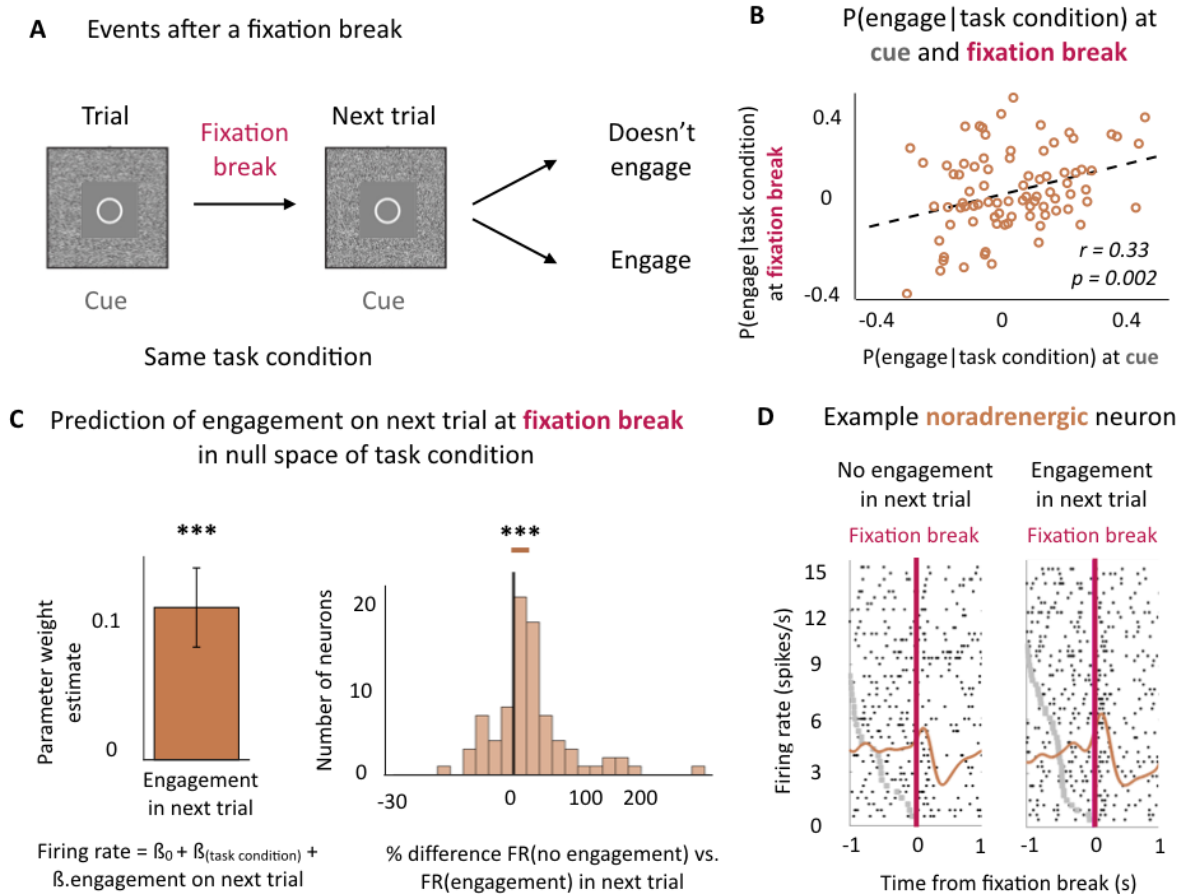 A Events after a fixation break
Trial
Fixation
break
Next trial
Doesn't
engage
Engage
Cue
Cue
Same task condition
B P(engage|task condition) at
cue and fixation break
P(engage|task condition)
at fixation break
0.4
0
-0.4
r = 0.33
p = 0.002
-0.4 0 0.4
P(engage|task condition) at cue
C Prediction of engagement on next trial at fixation break
in null space of task condition
***
Parameter weight
estimate
0.1
0
Engagement
in next trial
Firing rate = ß0 + ß(task condition) +
ß.engagement on next trial
***
Number of neurons
20
10
0
-30 0 100 200
% difference FR(no engagement) vs.
FR(engagement) in next trial
D Example noradrenergic neuron
No engagement
in next trial
Engagement
in next trial
Fixation break
Fixation break
Firing rate (spikes/s)
15
12
9
6
3
0
-1 0 1
-1 0 1
Time from fixation break (s)